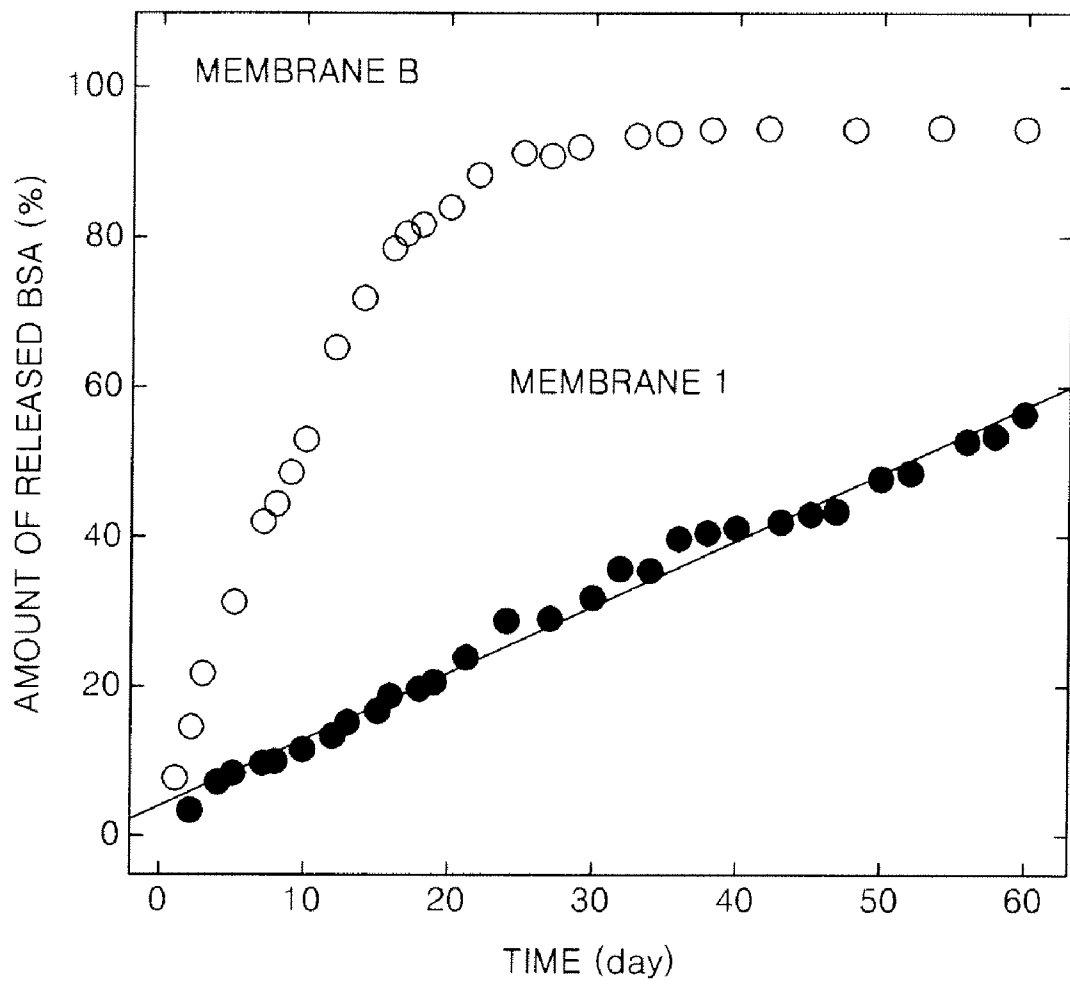 MEMBRANE B
MEMBRANE 1
AMOUNT OF RELEASED BSA (%)
100
80
60
40
20
0
0 10 20 30 40 50 60
TIME (day)